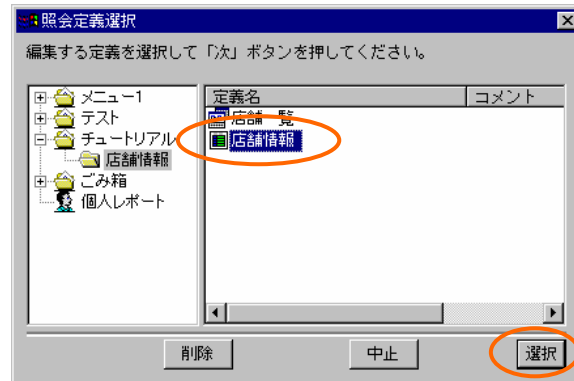 照会定義選択
編集する定義を選択して「次」ボタンを押してください。
メニュー1
テスト
チュートリアル
店舗情報
ごみ箱
個人レポート
定義名 コメント
店舗一覧
店舗情報
削除 中止 選択